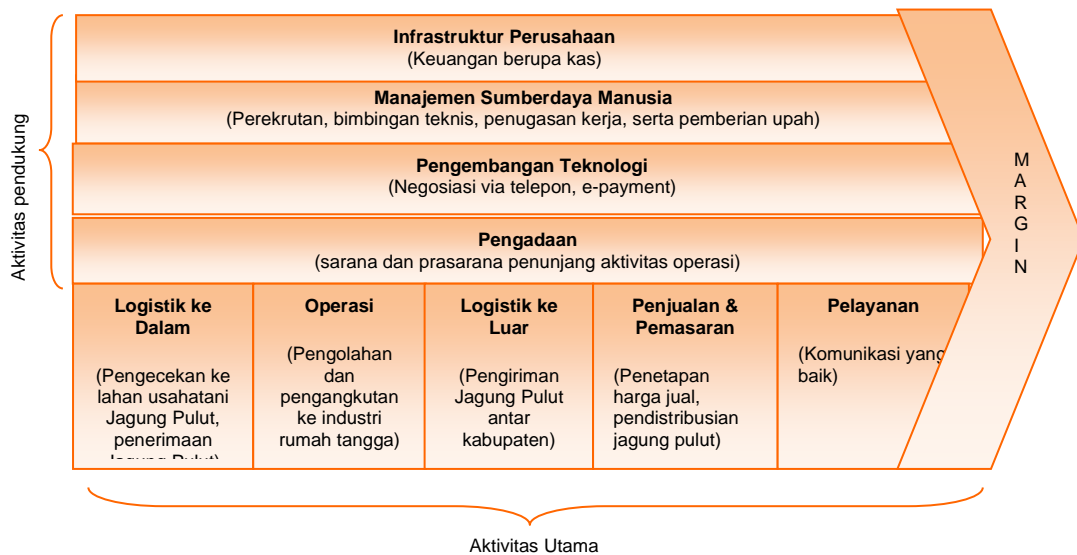 Aktivitas pendukung
Infrastruktur Perusahaan
(Keuangan berupa kas)
Manajemen Sumberdaya Manusia
(Perekrutan, bimbingan teknis, penugasan kerja, serta pemberian upah)
Pengembangan Teknologi
(Negosiasi via telepon, e-payment)
Pengadaan
(sarana dan prasarana penunjang aktivitas operasi)
Logistik ke
Dalam
(Pengecekan ke
lahan usahatani
Jagung Pulut,
penerimaan
Jagung Pulut)
Operasi
(Pengolahan
dan
pengangkutan
ke industri
rumah tangga)
Logistik ke
Luar
(Pengiriman
Jagung Pulut
antar
kabupaten)
Penjualan &
Pemasaran
(Penetapan
harga jual,
pendistribusian
jagung pulut)
Pelayanan
(Komunikasi yang
baik)
M
A
R
G
I
N
Aktivitas Utama